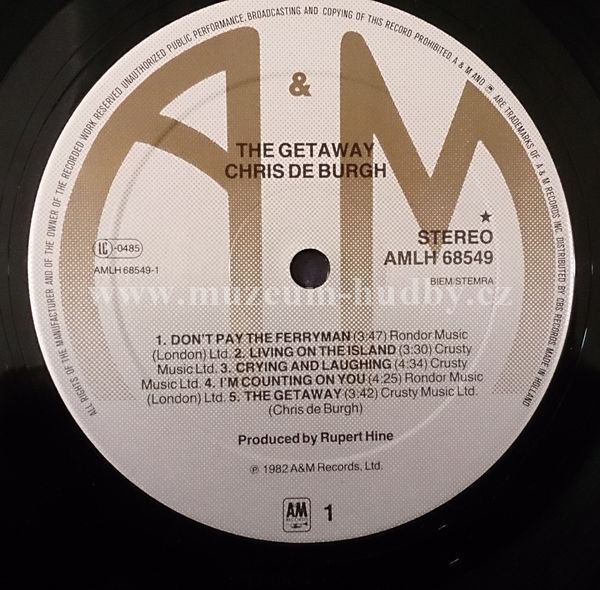 ALL RIGHTS OF THE MANUFACTURER AND OF THE OWNER OF THE RECORDED WORK RESERVED UNAUTHORIZED PUBLIC PERFORMANCE, BROADCASTING AND COPYING OF THIS RECORD PROHIBITED. A & M AND ARE TRADEMARKS OF A & M RECORDS INC. DISTRIBUTED BY CBS RECORDS. MADE IN HOLLAND
A & M
THE GETAWAY
CHRIS DE BURGH
★
STEREO
AMLH 68549
LC-0485
AMLH 68549-1
BIEM/STEMRA
www.muzeum-hudby.cz
1. DON'T PAY THE FERRYMAN (3:47) Rondor Music
(London) Ltd. 2. LIVING ON THE ISLAND (3:30) Crusty
Music Ltd. 3. CRYING AND LAUGHING (4:34) Crusty
Music Ltd. 4. I'M COUNTING ON YOU (4:25) Rondor Music
(London) Ltd. 5. THE GETAWAY (3:42) Crusty Music Ltd.
(Chris de Burgh)
Produced by Rupert Hine
℗ 1982 A&M Records, Ltd.
AM
RECORDS
1